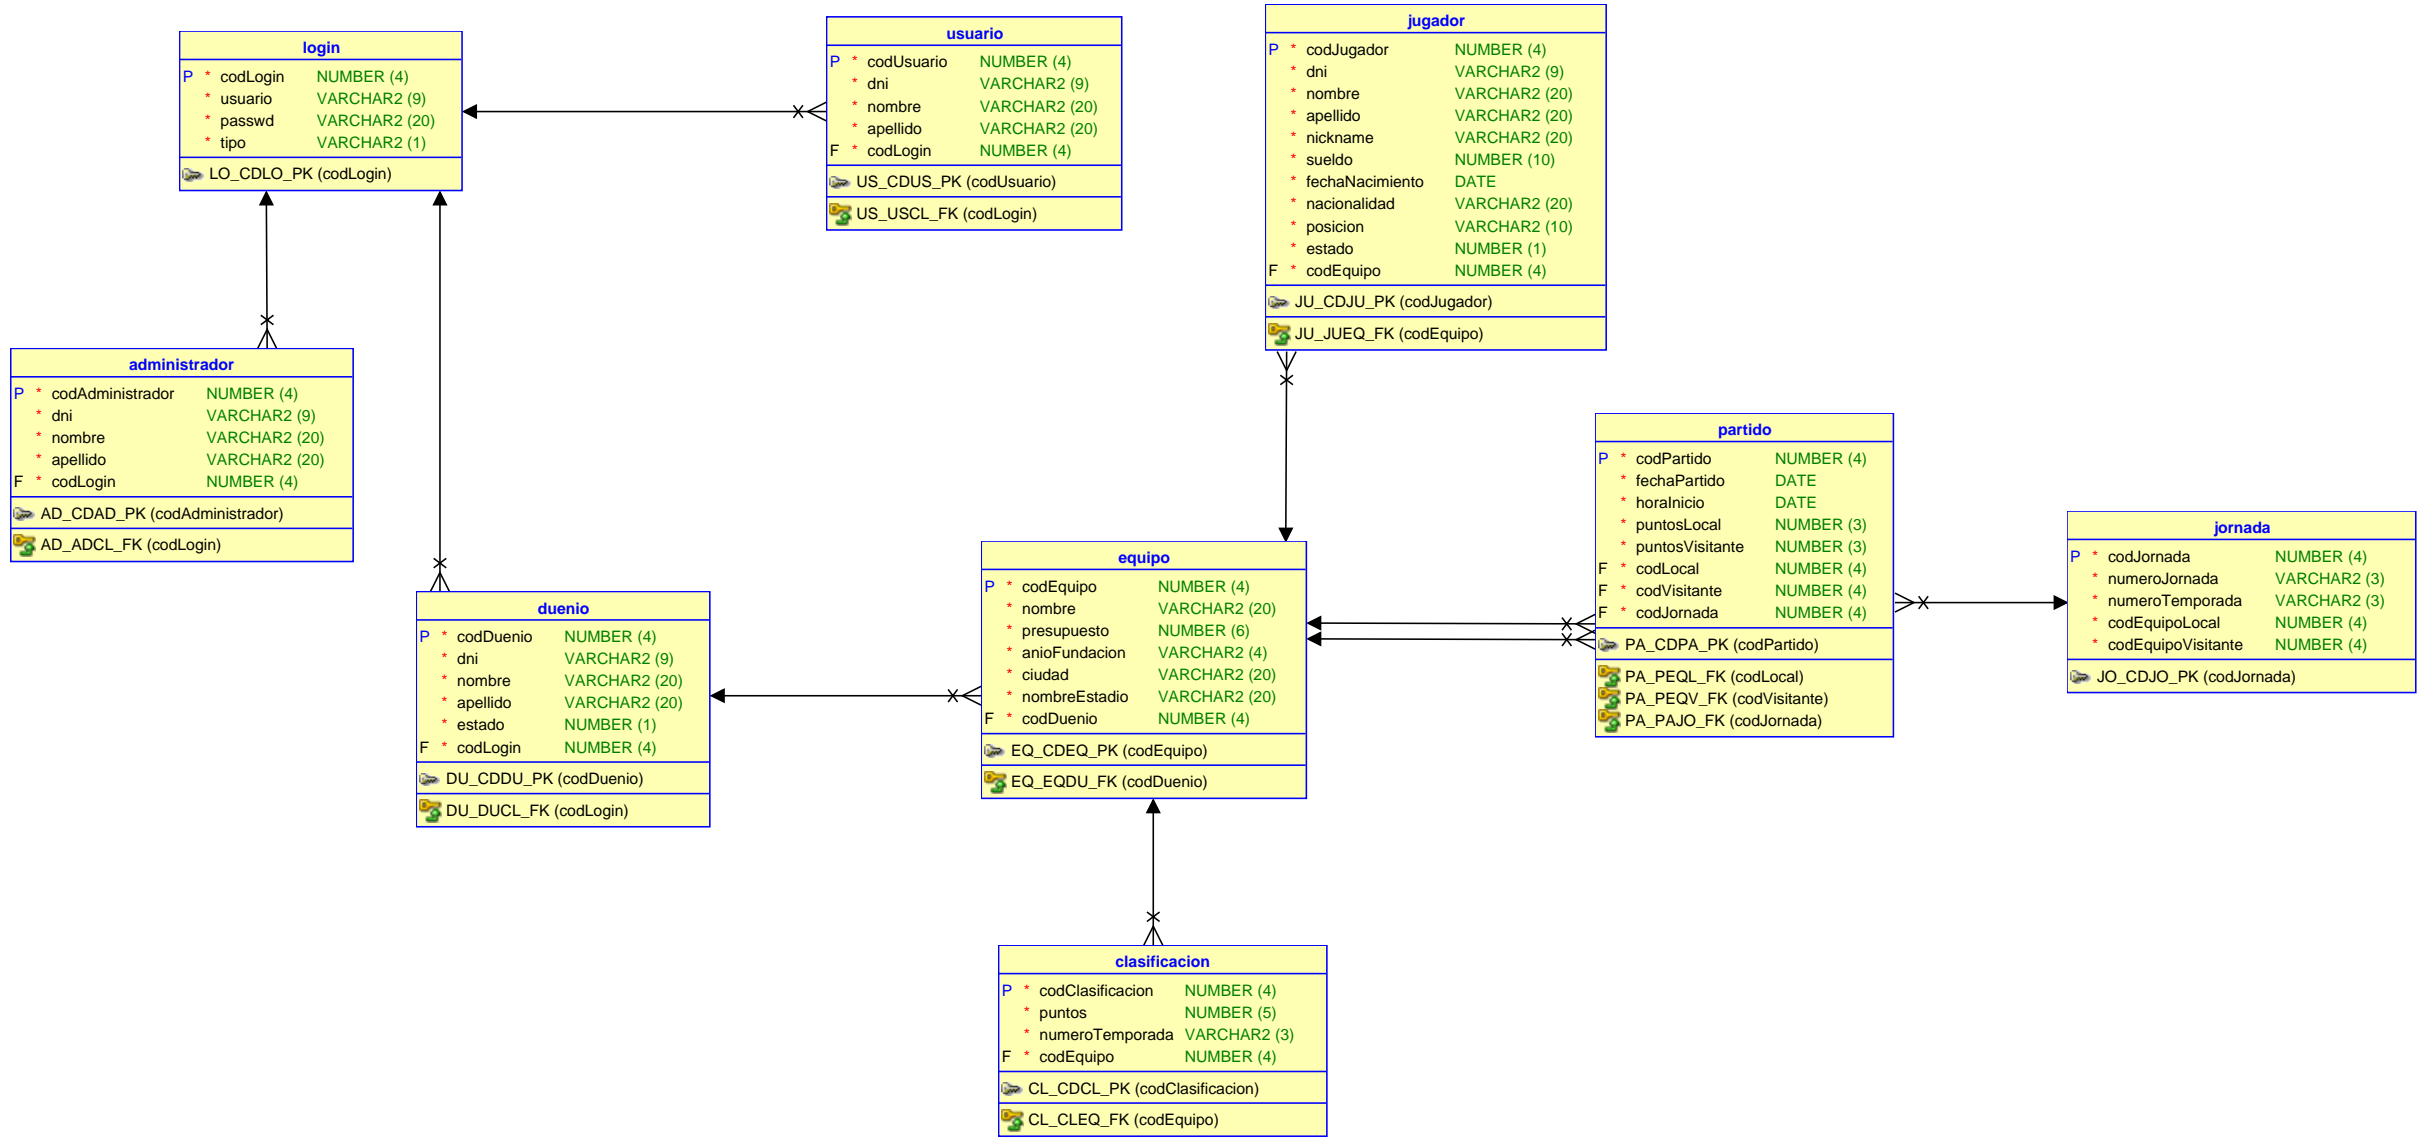 login
P * codLogin NUMBER (4)
* usuario VARCHAR2 (9)
* passwd VARCHAR2 (20)
* tipo VARCHAR2 (1)
LO_CDLO_PK (codLogin)
usuario
P * codUsuario NUMBER (4)
* dni VARCHAR2 (9)
* nombre VARCHAR2 (20)
* apellido VARCHAR2 (20)
F * codLogin NUMBER (4)
US_CDUS_PK (codUsuario)
US_USCL_FK (codLogin)
jugador
P * codJugador NUMBER (4)
* dni VARCHAR2 (9)
* nombre VARCHAR2 (20)
* apellido VARCHAR2 (20)
* nickname VARCHAR2 (20)
* sueldo NUMBER (10)
* fechaNacimiento DATE
* nacionalidad VARCHAR2 (20)
* posicion VARCHAR2 (10)
* estado NUMBER (1)
F * codEquipo NUMBER (4)
JU_CDJU_PK (codJugador)
JU_JUEQ_FK (codEquipo)
administrador
P * codAdministrador NUMBER (4)
* dni VARCHAR2 (9)
* nombre VARCHAR2 (20)
* apellido VARCHAR2 (20)
F * codLogin NUMBER (4)
AD_CDAD_PK (codAdministrador)
AD_ADCL_FK (codLogin)
duenio
P * codDuenio NUMBER (4)
* dni VARCHAR2 (9)
* nombre VARCHAR2 (20)
* apellido VARCHAR2 (20)
* estado NUMBER (1)
F * codLogin NUMBER (4)
DU_CDDU_PK (codDuenio)
DU_DUCL_FK (codLogin)
equipo
P * codEquipo NUMBER (4)
* nombre VARCHAR2 (20)
* presupuesto NUMBER (6)
* anioFundacion VARCHAR2 (4)
* ciudad VARCHAR2 (20)
* nombreEstadio VARCHAR2 (20)
F * codDuenio NUMBER (4)
EQ_CDEQ_PK (codEquipo)
EQ_EQDU_FK (codDuenio)
partido
P * codPartido NUMBER (4)
* fechaPartido DATE
* horaInicio DATE
* puntosLocal NUMBER (3)
* puntosVisitante NUMBER (3)
F * codLocal NUMBER (4)
F * codVisitante NUMBER (4)
F * codJornada NUMBER (4)
PA_CDPA_PK (codPartido)
PA_PEQL_FK (codLocal)
PA_PEQV_FK (codVisitante)
PA_PAJO_FK (codJornada)
jornada
P * codJornada NUMBER (4)
* numeroJornada VARCHAR2 (3)
* numeroTemporada VARCHAR2 (3)
* codEquipoLocal NUMBER (4)
* codEquipoVisitante NUMBER (4)
JO_CDJO_PK (codJornada)
clasificacion
P * codClasificacion NUMBER (4)
* puntos NUMBER (5)
* numeroTemporada VARCHAR2 (3)
F * codEquipo NUMBER (4)
CL_CDCL_PK (codClasificacion)
CL_CLEQ_FK (codEquipo)